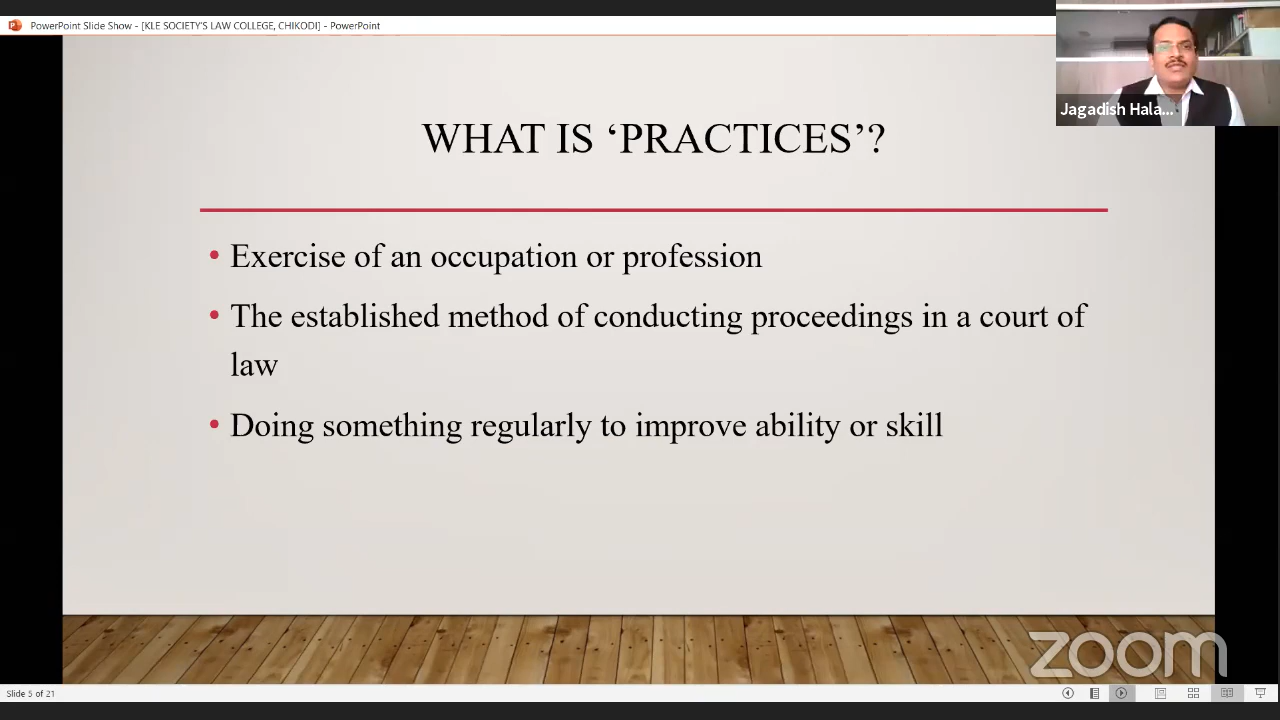 PowerPoint Slide Show - [KLE SOCIETY'S LAW COLLEGE, CHIKODI] - PowerPoint
Jagadish Hala...
WHAT IS ‘PRACTICES’?
• Exercise of an occupation or profession
• The established method of conducting proceedings in a court of
law
• Doing something regularly to improve ability or skill
zoom
Slide 5 of 21